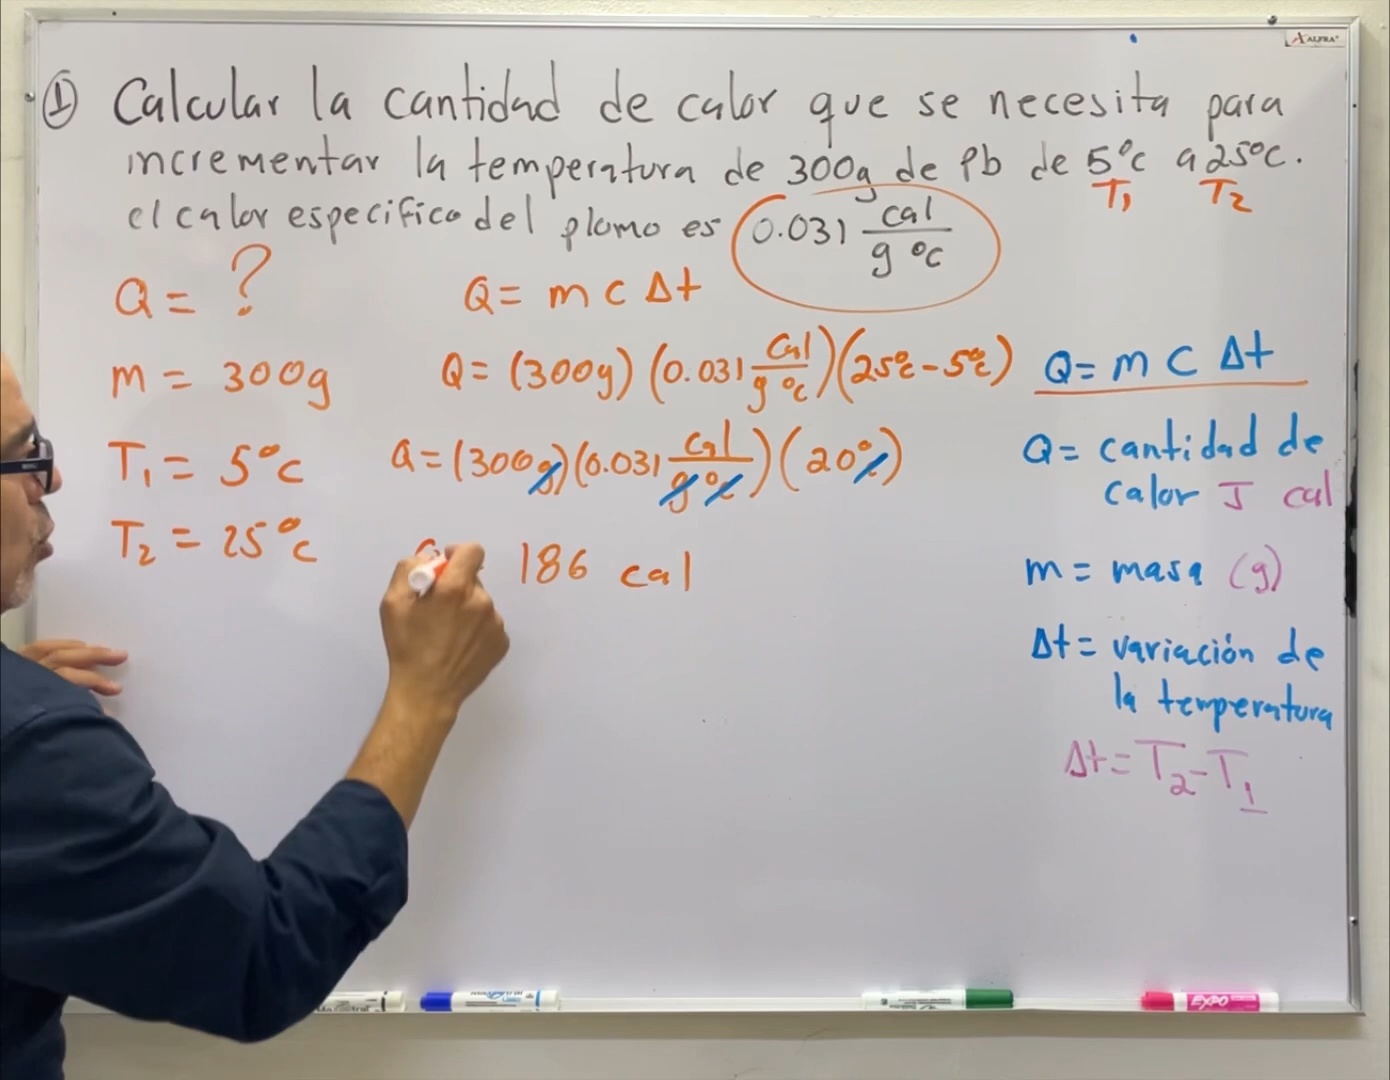 ① Calcular la cantidad de calor que se necesita para
incrementar la temperatura de 300g de Pb de 5°c a 25°c.
T₁ T₂
el calor especifico del plomo es 0.031 cal/g °c
Q = ?
m = 300g
T₁ = 5°c
T₂ = 25°c
Q = m c Δt
Q = (300g) (0.031 cal/g °c) (25°c - 5°c)
Q = (300g) (0.031 cal/g °c) (20°c)
186 cal
Q = m c Δt
Q = cantidad de
calor J cal
m = masa (g)
Δt = variación de
la temperatura
Δt = T₂ - T₁
ALFRA
EXPO